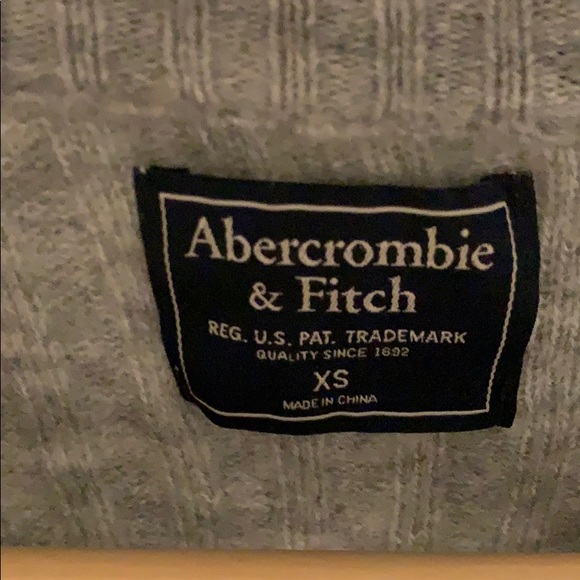 Abercrombie
& Fitch
REG. U.S. PAT. TRADEMARK
QUALITY SINCE 1892
XS
MADE IN CHINA